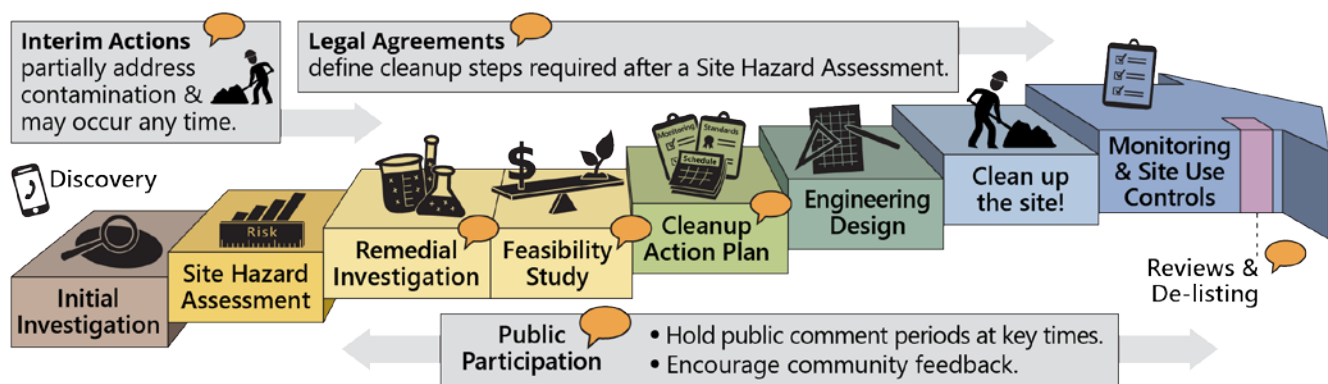 Interim Actions
partially address
contamination &
may occur any time.
Legal Agreements
define cleanup steps required after a Site Hazard Assessment.
Discovery
Initial
Investigation
Risk
Site Hazard
Assessment
Remedial
Investigation
$
Feasibility
Study
Monitoring
Standards
Schedule
Cleanup
Action Plan
Engineering
Design
Clean up
the site!
Monitoring
& Site Use
Controls
Reviews &
De-listing
Public
Participation
• Hold public comment periods at key times.
• Encourage community feedback.